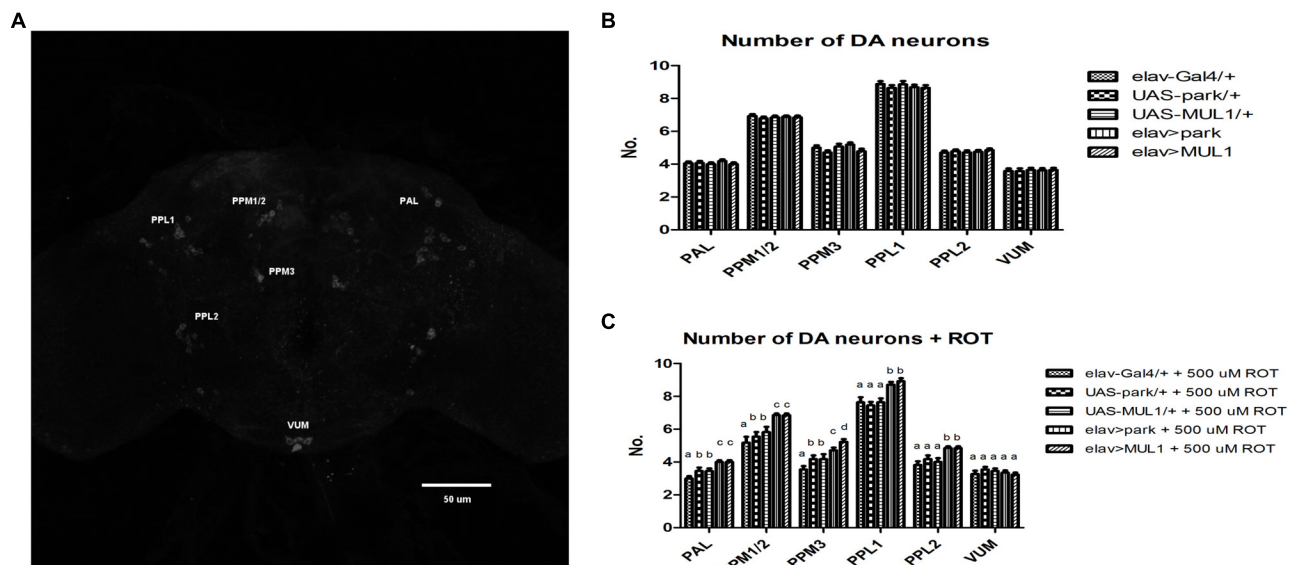 A
PPM1/2
PAL
PPL1
PPM3
PPL2
VUM
50 um
B
Number of DA neurons
10
8
6
4
2
0
No.
PAL
PPM1/2
PPM3
PPL1
PPL2
VUM
elav-Gal4/+
UAS-park/+
UAS-MUL1/+
elav>park
elav>MUL1
C
Number of DA neurons + ROT
10
8
6
4
2
0
No.
a b b c c
a b b c c
a b b c d
a a a b b
a a a b b
a a a a a
PAL
PM1/2
PPM3
PPL1
PPL2
VUM
elav-Gal4/+ + 500 uM ROT
UAS-park/+ + 500 uM ROT
UAS-MUL1/+ + 500 uM ROT
elav>park + 500 uM ROT
elav>MUL1 + 500 uM ROT